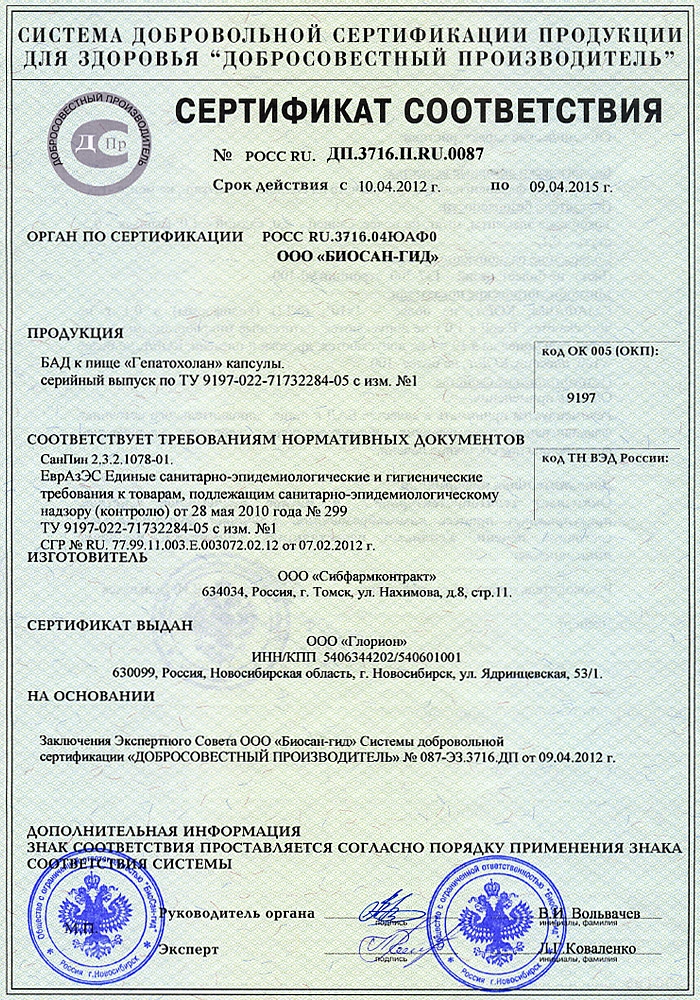 СИСТЕМА ДОБРОВОЛЬНОЙ СЕРТИФИКАЦИИ ПРОДУКЦИИ
ДЛЯ ЗДОРОВЬЯ “ДОБРОСОВЕСТНЫЙ ПРОИЗВОДИТЕЛЬ”
ДОБРОСОВЕСТНЫЙ ПРОИЗВОДИТЕЛЬ
ДС Пр
СЕРТИФИКАТ СООТВЕТСТВИЯ
№ РОСС RU. ДП.3716.П.RU.0087
Срок действия с 10.04.2012 г. по 09.04.2015 г.
ОРГАН ПО СЕРТИФИКАЦИИ РОСС RU.3716.04ЮАФ0
ООО «БИОСАН-ГИД»
ПРОДУКЦИЯ
БАД к пище «Гепатохолан» капсулы.
серийный выпуск по ТУ 9197-022-71732284-05 с изм. №1
код ОК 005 (ОКП):
9197
СООТВЕТСТВУЕТ ТРЕБОВАНИЯМ НОРМАТИВНЫХ ДОКУМЕНТОВ
СанПин 2,3.2.1078-01.
ЕврАзЭС Единые санитарно-эпидемиологические и гигиенические
требования к товарам, подлежащим санитарно-эпидемиологическому
надзору (контролю) от 28 мая 2010 года № 299
ТУ 9197-022-71732284-05 с изм. №1
СГР № RU. 77.99.11.003.Е.003072.02.12 от 07.02.2012 г.
код ТН ВЭД России:
ИЗГОТОВИТЕЛЬ
ООО «Сибфармконтракт»
634034, Россия, г. Томск, ул. Нахимова, д.8, стр.11.
СЕРТИФИКАТ ВЫДАН
ООО «Глорион»
ИНН/КПП 5406344202/540601001
630099, Россия, Новосибирская область, г. Новосибирск, ул. Ядринцевская, 53/1.
НА ОСНОВАНИИ
Заключения Экспертного Совета ООО «Биосан-гид» Системы добровольной
сертификации «ДОБРОСОВЕСТНЫЙ ПРОИЗВОДИТЕЛЬ» № 087-ЭЗ.3716.ДП от 09.04.2012 г.
ДОПОЛНИТЕЛЬНАЯ ИНФОРМАЦИЯ
ЗНАК СООТВЕТСТВИЯ ПРОСТАВЛЯЕТСЯ СОГЛАСНО ПОРЯДКУ ПРИМЕНЕНИЯ ЗНАКА
СООТВЕТСТВИЯ СИСТЕМЫ
Общество с ограниченной ответственностью "Биосан-гид"
Россия г.Новосибирск
М.П.
Руководитель органа
подпись
В.И. Вольвачев
инициалы, фамилия
Эксперт
подпись
Л.Г.Коваленко
инициалы, фамилия
Общество с ограниченной ответственностью "Биосан-гид"
Россия г.Новосибирск